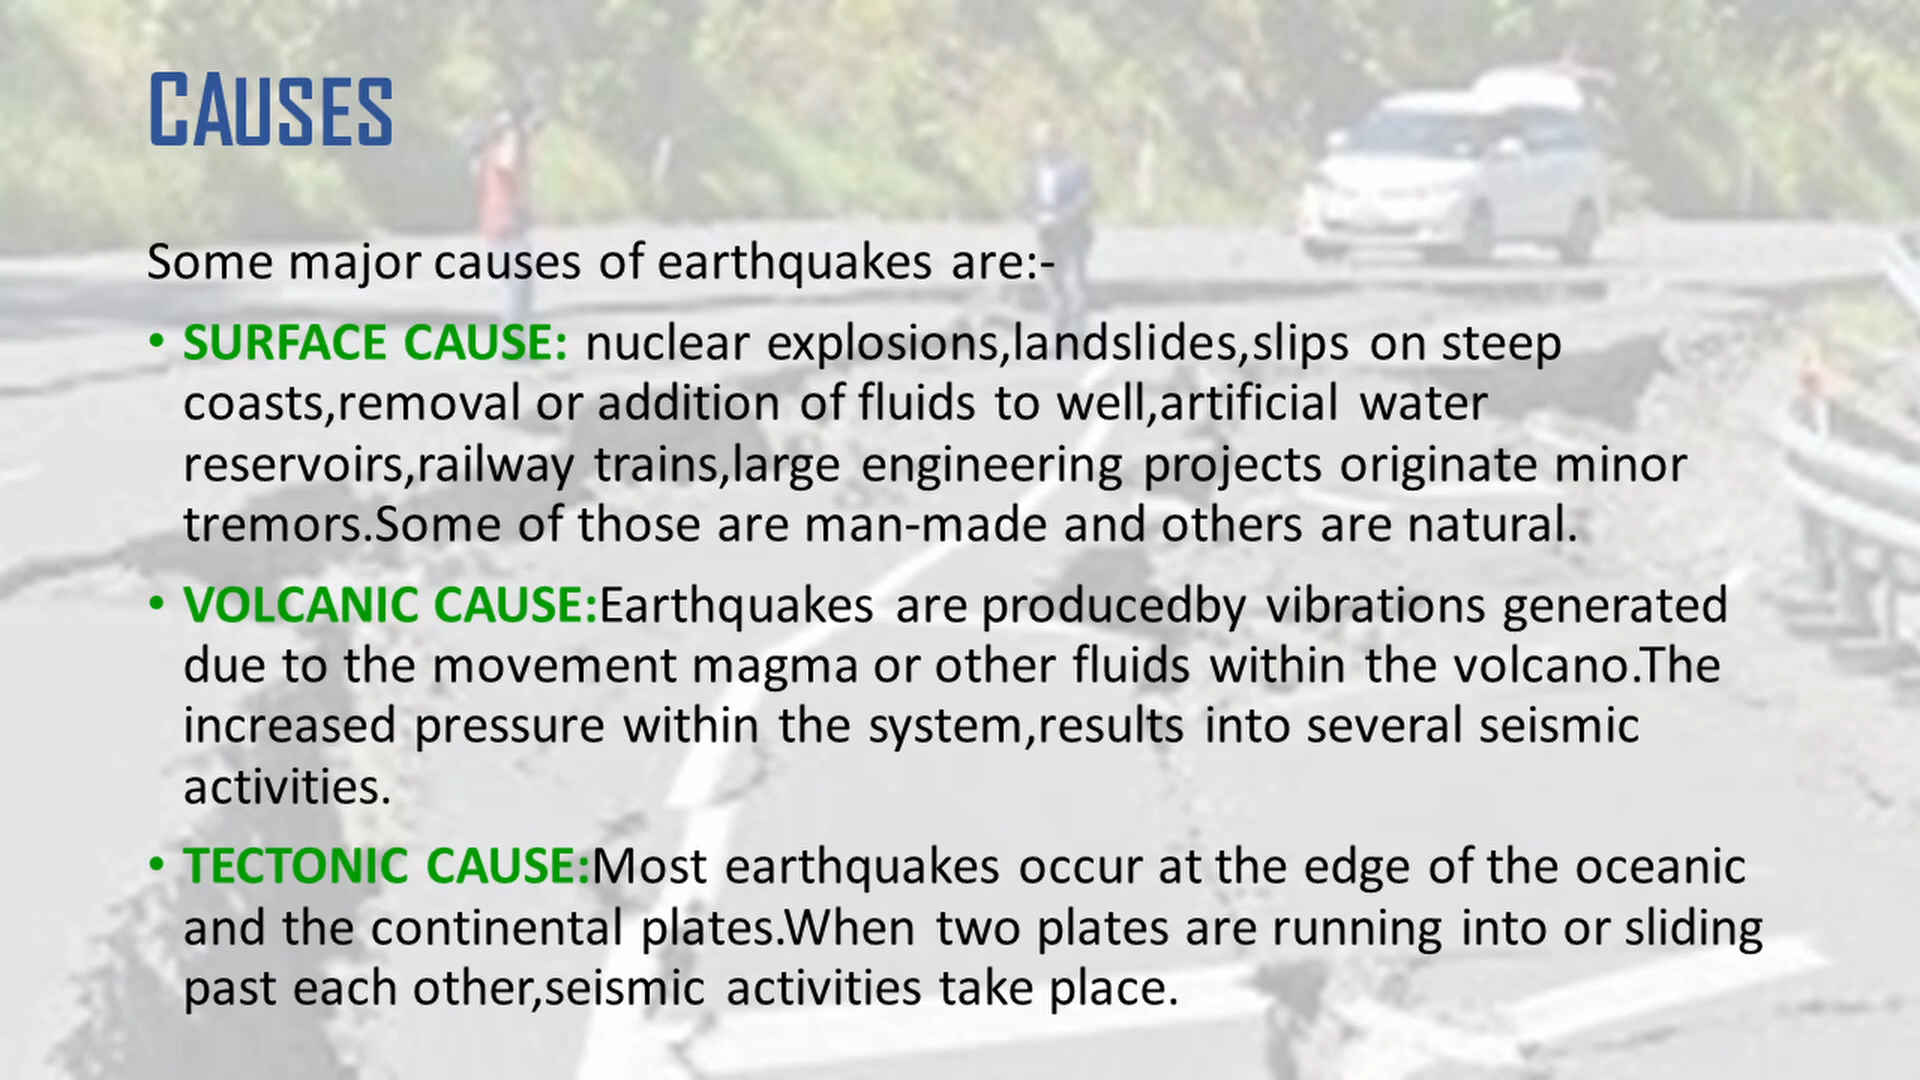 CAUSES
Some major causes of earthquakes are:-
• SURFACE CAUSE: nuclear explosions,landslides,slips on steep
coasts,removal or addition of fluids to well,artificial water
reservoirs,railway trains,large engineering projects originate minor
tremors.Some of those are man-made and others are natural.
• VOLCANIC CAUSE:Earthquakes are producedby vibrations generated
due to the movement magma or other fluids within the volcano.The
increased pressure within the system,results into several seismic
activities.
• TECTONIC CAUSE:Most earthquakes occur at the edge of the oceanic
and the continental plates.When two plates are running into or sliding
past each other,seismic activities take place.